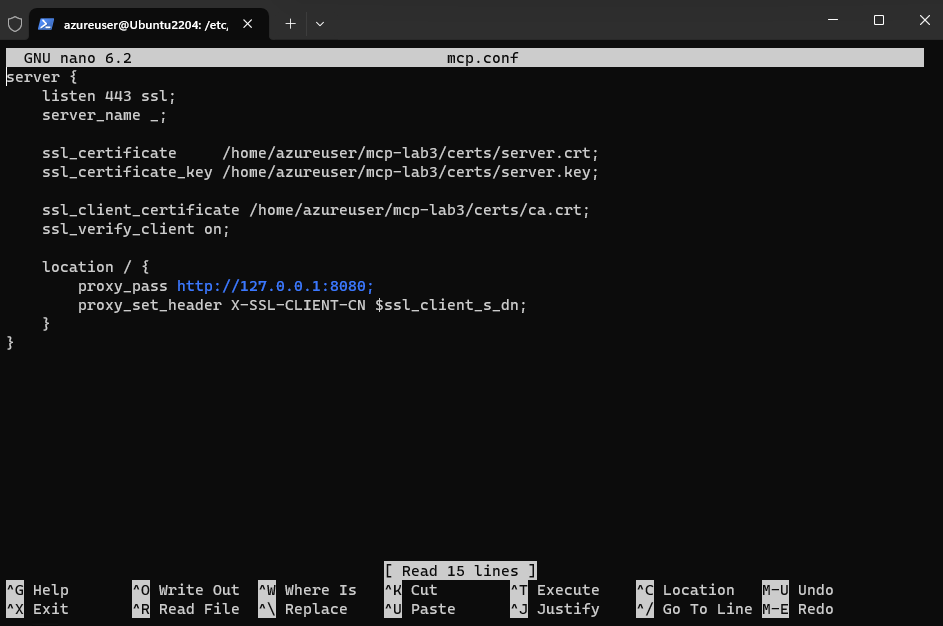 azureuser@Ubuntu2204: /etc,
GNU nano 6.2 mcp.conf
server {
    listen 443 ssl;
    server_name _;

    ssl_certificate     /home/azureuser/mcp-lab3/certs/server.crt;
    ssl_certificate_key /home/azureuser/mcp-lab3/certs/server.key;

    ssl_client_certificate /home/azureuser/mcp-lab3/certs/ca.crt;
    ssl_verify_client on;

    location / {
        proxy_pass http://127.0.0.1:8080;
        proxy_set_header X-SSL-CLIENT-CN $ssl_client_s_dn;
    }
}
[ Read 15 lines ]
^G Help ^O Write Out ^W Where Is ^K Cut ^T Execute ^C Location M-U Undo
^X Exit ^R Read File ^\ Replace ^U Paste ^J Justify ^/ Go To Line M-E Redo